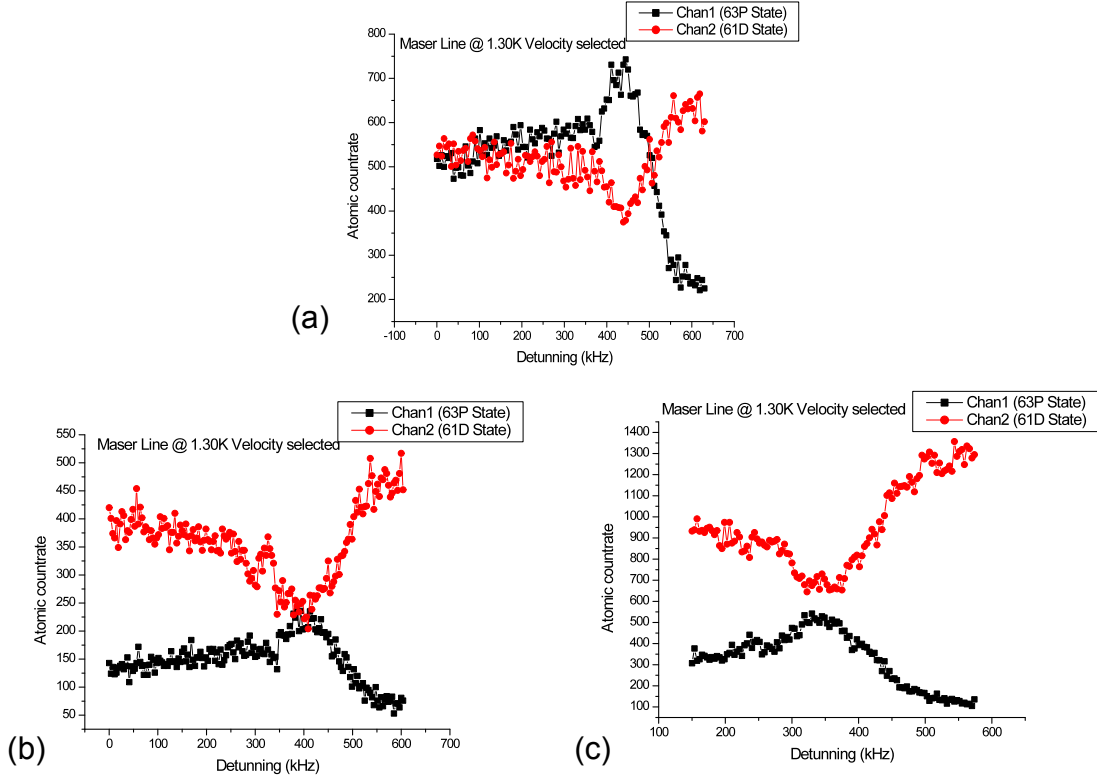 Chan1 (63P State)
Chan2 (61D State)
Maser Line @ 1.30K Velocity selected
800
700
600
500
400
300
200
Atomic countrate
-100 0 100 200 300 400 500 600 700
Detunning (kHz)
(a)
Chan1 (63P State)
Chan2 (61D State)
Maser Line @ 1.30K Velocity selected
550
500
450
400
350
300
250
200
150
100
50
Atomic countrate
0 100 200 300 400 500 600 700
Detunning (kHz)
(b)
Chan1 (63P State)
Chan2 (61D State)
Maser Line @ 1.30K Velocity selected
1400
1300
1200
1100
1000
900
800
700
600
500
400
300
200
100
Atomic countrate
100 200 300 400 500 600
Detunning (kHz)
(c)